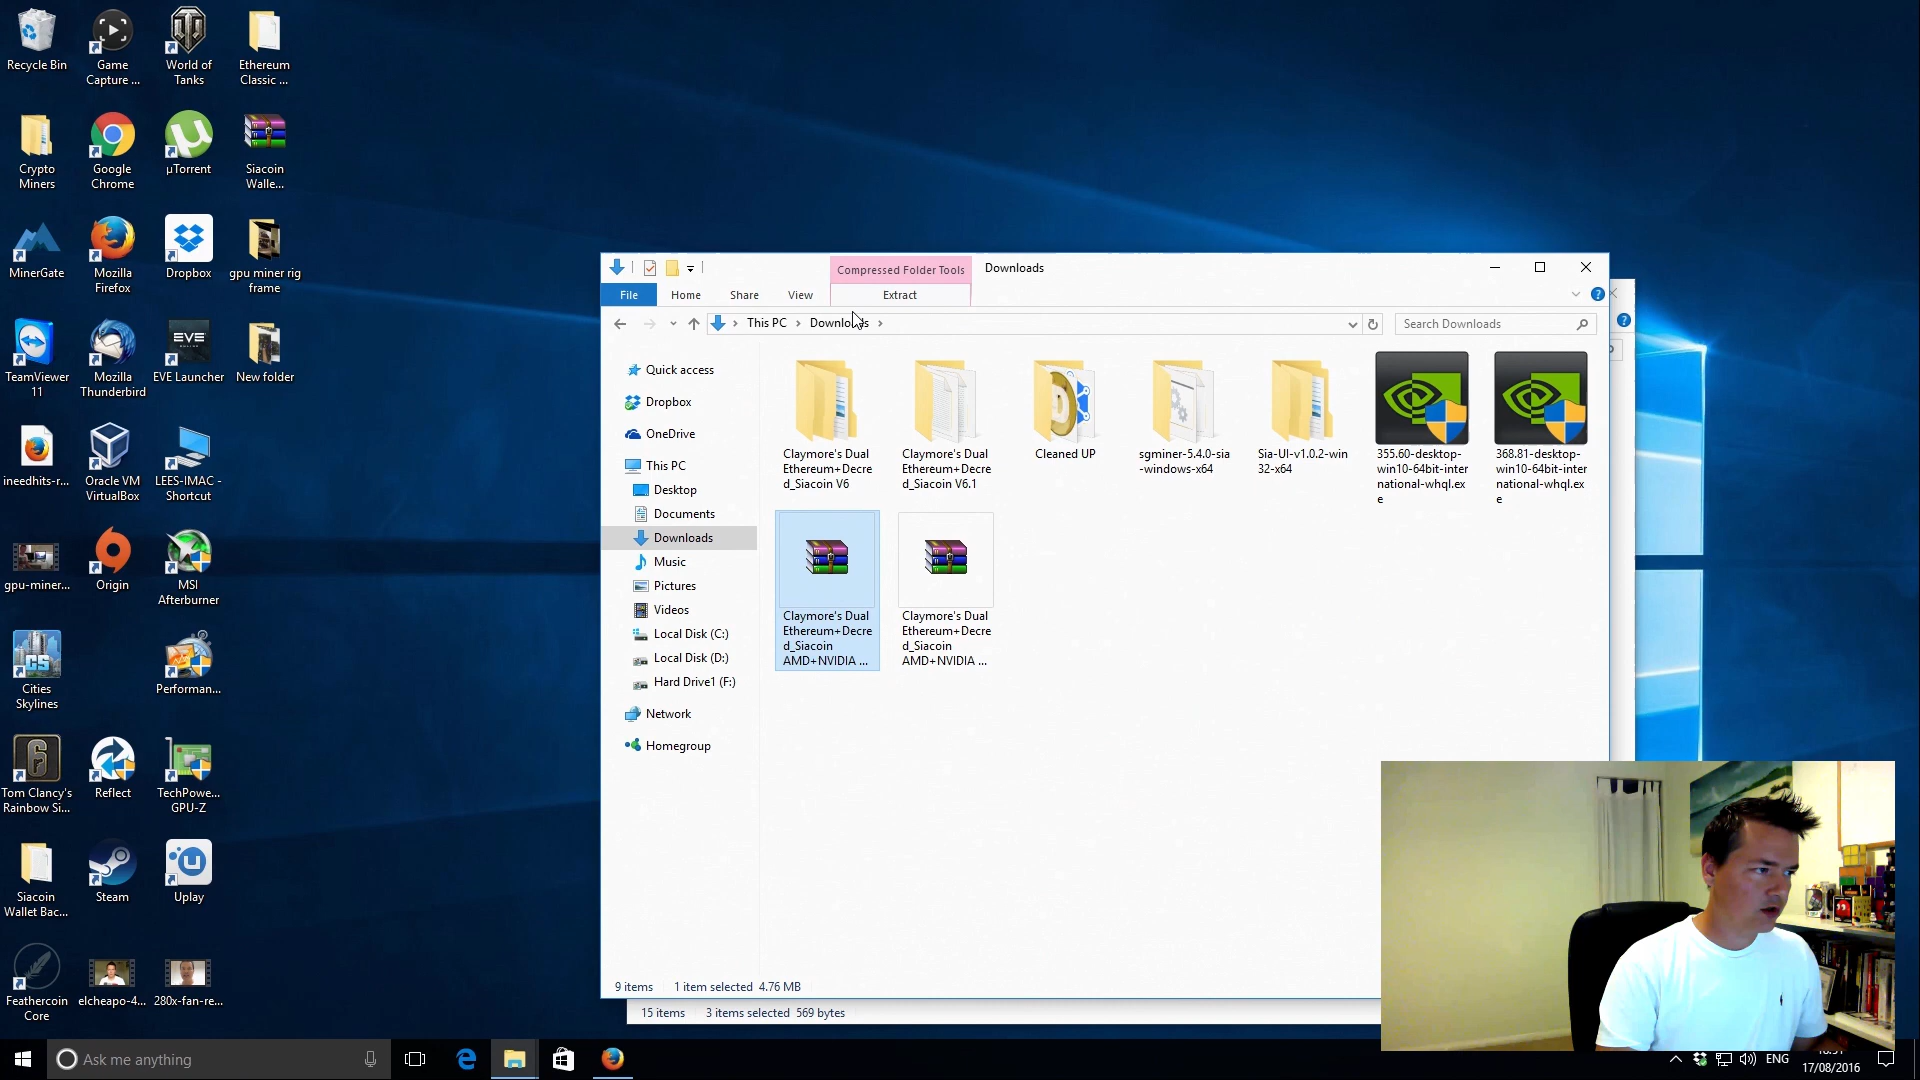 Recycle Bin
Game
Capture ...
World of
Tanks
Ethereum
Classic ...
Crypto
Miners
Google
Chrome
µTorrent
Siacoin
Walle...
MinerGate
Mozilla
Firefox
Dropbox
gpu miner rig
frame
TeamViewer
11
Mozilla
Thunderbird
EVE
EVE Launcher
New folder
ineedhits-r...
Oracle VM
VirtualBox
LEES-IMAC -
Shortcut
gpu-miner...
Origin
MSI
Afterburner
CS
Cities
Skylines
Performan...
6
Tom Clancy's
Rainbow Si...
Reflect
TechPowe...
GPU-Z
Siacoin
Wallet Bac...
Steam
Uplay
Feathercoin
Core
elcheapo-4...
280x-fan-re...
Compressed Folder Tools
Downloads
File
Home
Share
View
Extract
This PC
Downloads
Search Downloads
Quick access
Dropbox
OneDrive
This PC
Desktop
Documents
Downloads
Music
Pictures
Videos
Local Disk (C:)
Local Disk (D:)
Hard Drive1 (F:)
Network
Homegroup
Claymore's Dual
Ethereum+Decre
d_Siacoin V6
Claymore's Dual
Ethereum+Decre
d_Siacoin V6.1
Cleaned UP
sgminer-5.4.0-sia
-windows-x64
Sia-UI-v1.0.2-win
32-x64
355.60-desktop-
win10-64bit-inter
national-whql.ex
e
368.81-desktop-
win10-64bit-inter
national-whql.ex
e
Claymore's Dual
Ethereum+Decre
d_Siacoin
AMD+NVIDIA ...
Claymore's Dual
Ethereum+Decre
d_Siacoin
AMD+NVIDIA ...
9 items
1 item selected 4.76 MB
15 items
3 items selected 569 bytes
Ask me anything
ENG
17/08/2016